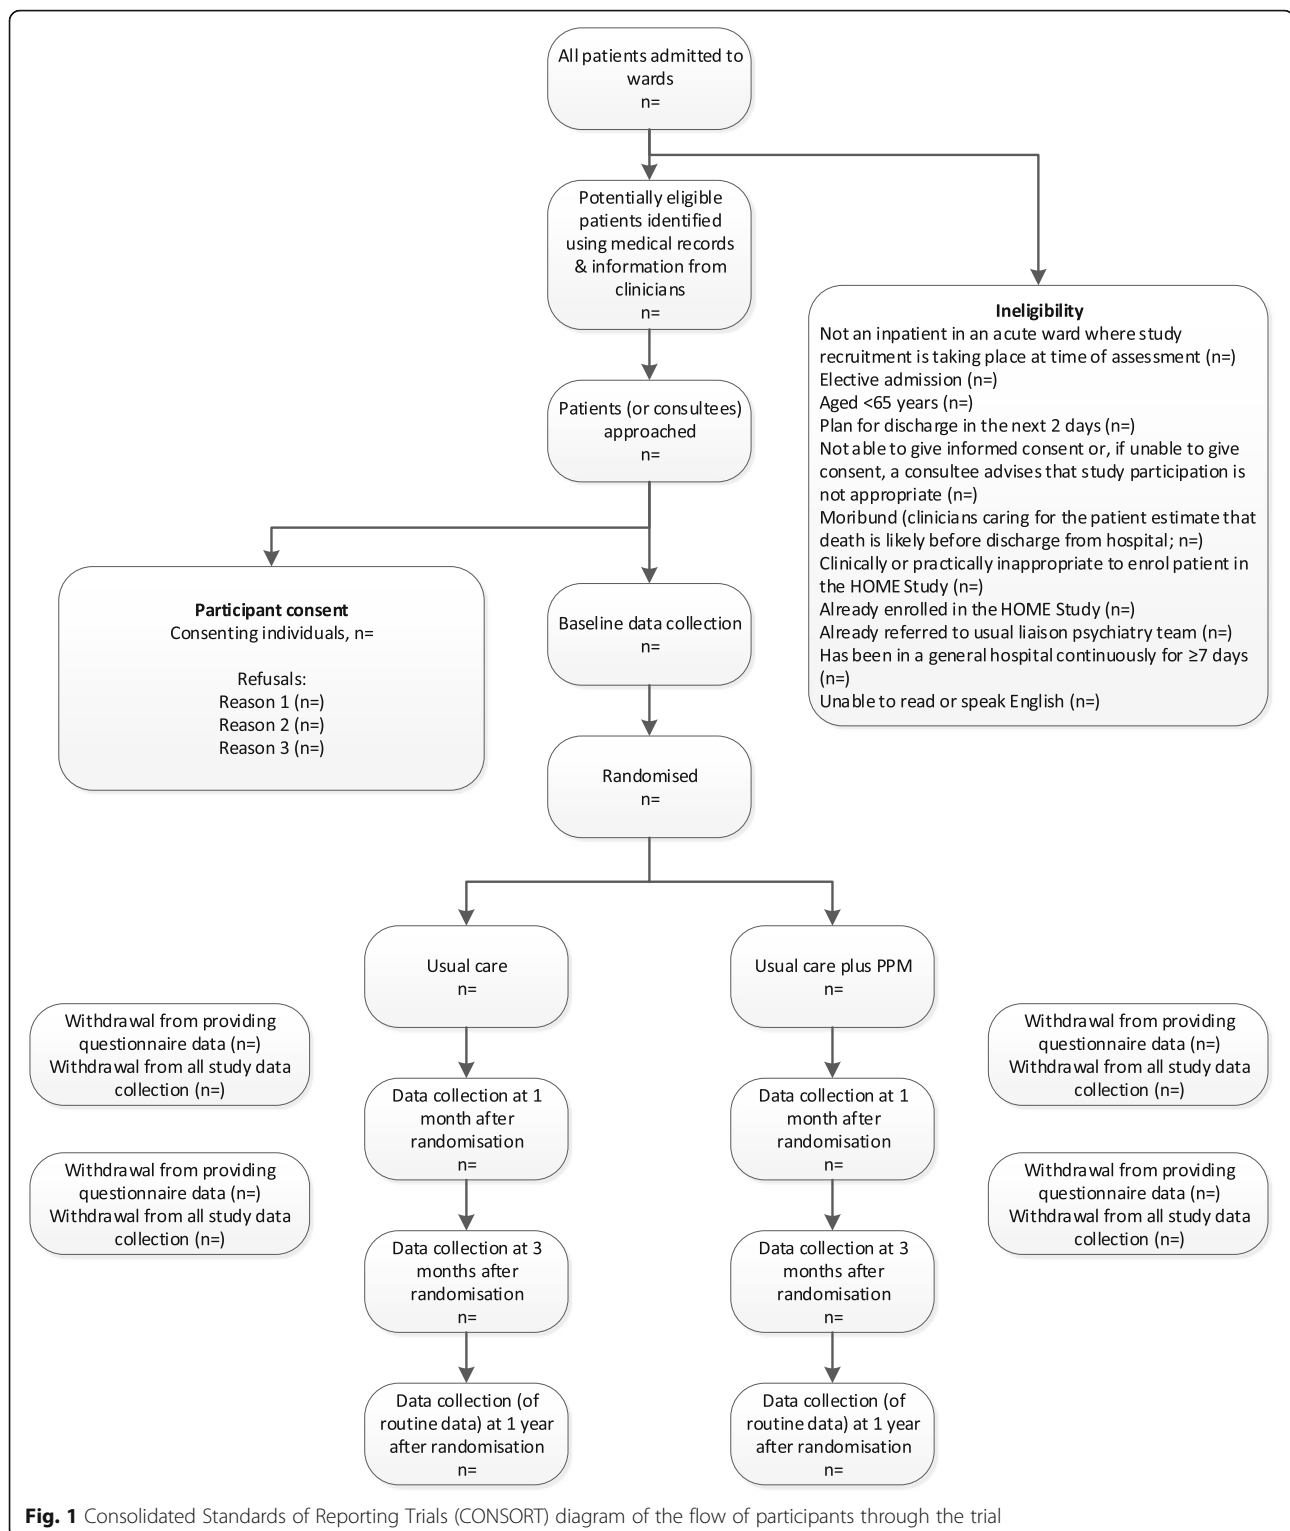 All patients admitted to
wards
n=
Potentially eligible
patients identified
using medical records
& information from
clinicians
n=
Ineligibility
Not an inpatient in an acute ward where study
recruitment is taking place at time of assessment (n=)
Elective admission (n=)
Aged <65 years (n=)
Plan for discharge in the next 2 days (n=)
Not able to give informed consent or, if unable to give
consent, a consultee advises that study participation is
not appropriate (n=)
Moribund (clinicians caring for the patient estimate that
death is likely before discharge from hospital; n=)
Clinically or practically inappropriate to enrol patient in
the HOME Study (n=)
Already enrolled in the HOME Study (n=)
Already referred to usual liaison psychiatry team (n=)
Has been in a general hospital continuously for ≥7 days
(n=)
Unable to read or speak English (n=)
Patients (or consultees)
approached
n=
Participant consent
Consenting individuals, n=
Refusals:
Reason 1 (n=)
Reason 2 (n=)
Reason 3 (n=)
Baseline data collection
n=
Randomised
n=
Usual care
n=
Usual care plus PPM
n=
Withdrawal from providing
questionnaire data (n=)
Withdrawal from all study data
collection (n=)
Withdrawal from providing
questionnaire data (n=)
Withdrawal from all study data
collection (n=)
Data collection at 1
month after
randomisation
n=
Data collection at 1
month after
randomisation
n=
Withdrawal from providing
questionnaire data (n=)
Withdrawal from all study data
collection (n=)
Withdrawal from providing
questionnaire data (n=)
Withdrawal from all study data
collection (n=)
Data collection at 3
months after
randomisation
n=
Data collection at 3
months after
randomisation
n=
Data collection (of
routine data) at 1 year
after randomisation
n=
Data collection (of
routine data) at 1 year
after randomisation
n=
Fig. 1 Consolidated Standards of Reporting Trials (CONSORT) diagram of the flow of participants through the trial